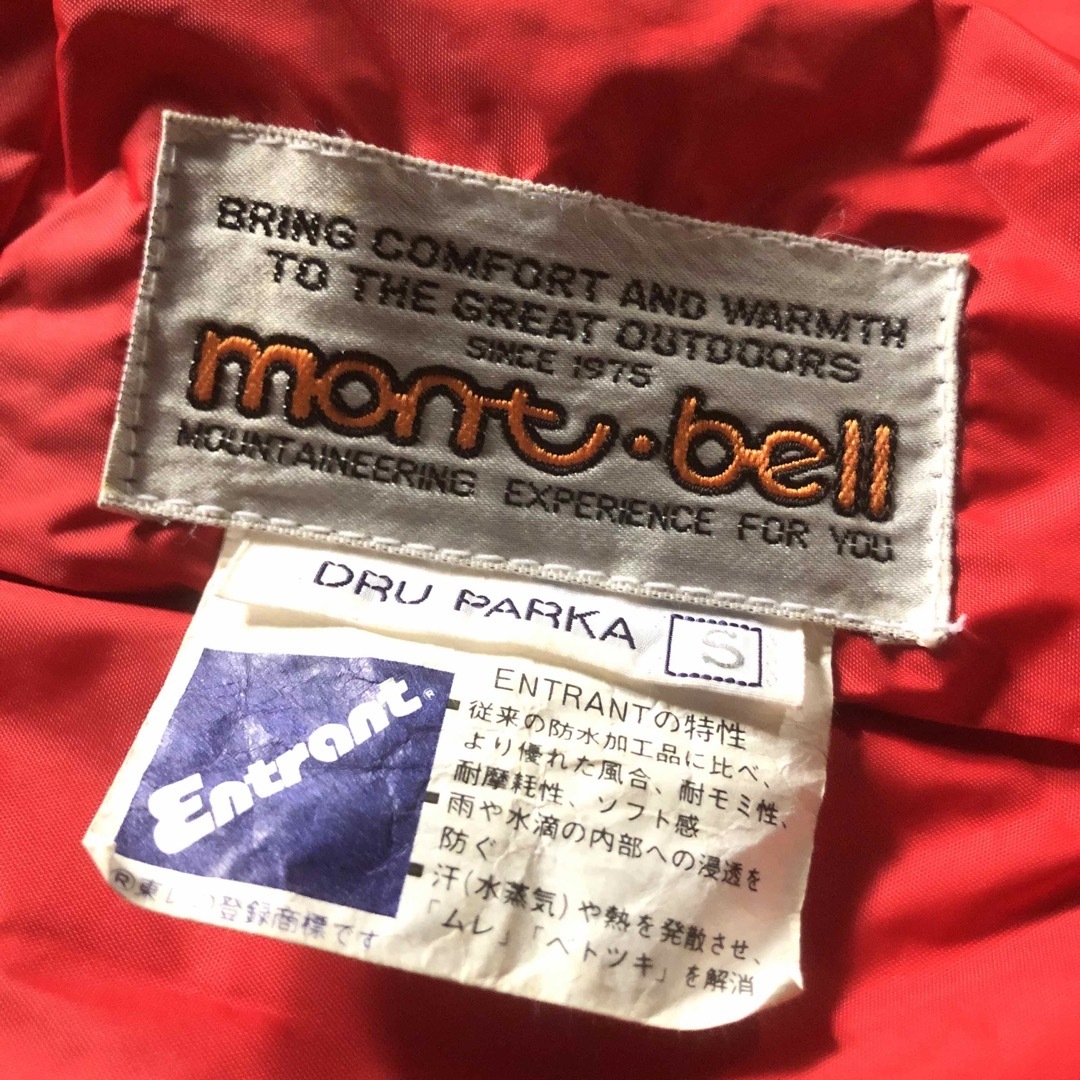 BRING COMFORT AND WARMTH
TO THE GREAT OUTDOORS
SINCE 1975
mont·bell
MOUNTAINEERING EXPERIENCE FOR YOU
DRU PARKA S
Entrant®
®東レの登録商標です
ENTRANTの特性
従来の防水加工品に比べ、
より優れた風合、耐モミ性、
耐摩耗性、ソフト感
雨や水滴の内部への浸透を
防ぐ
汗(水蒸気)や熱を発散させ、
「ムレ」「ベトツキ」を解消